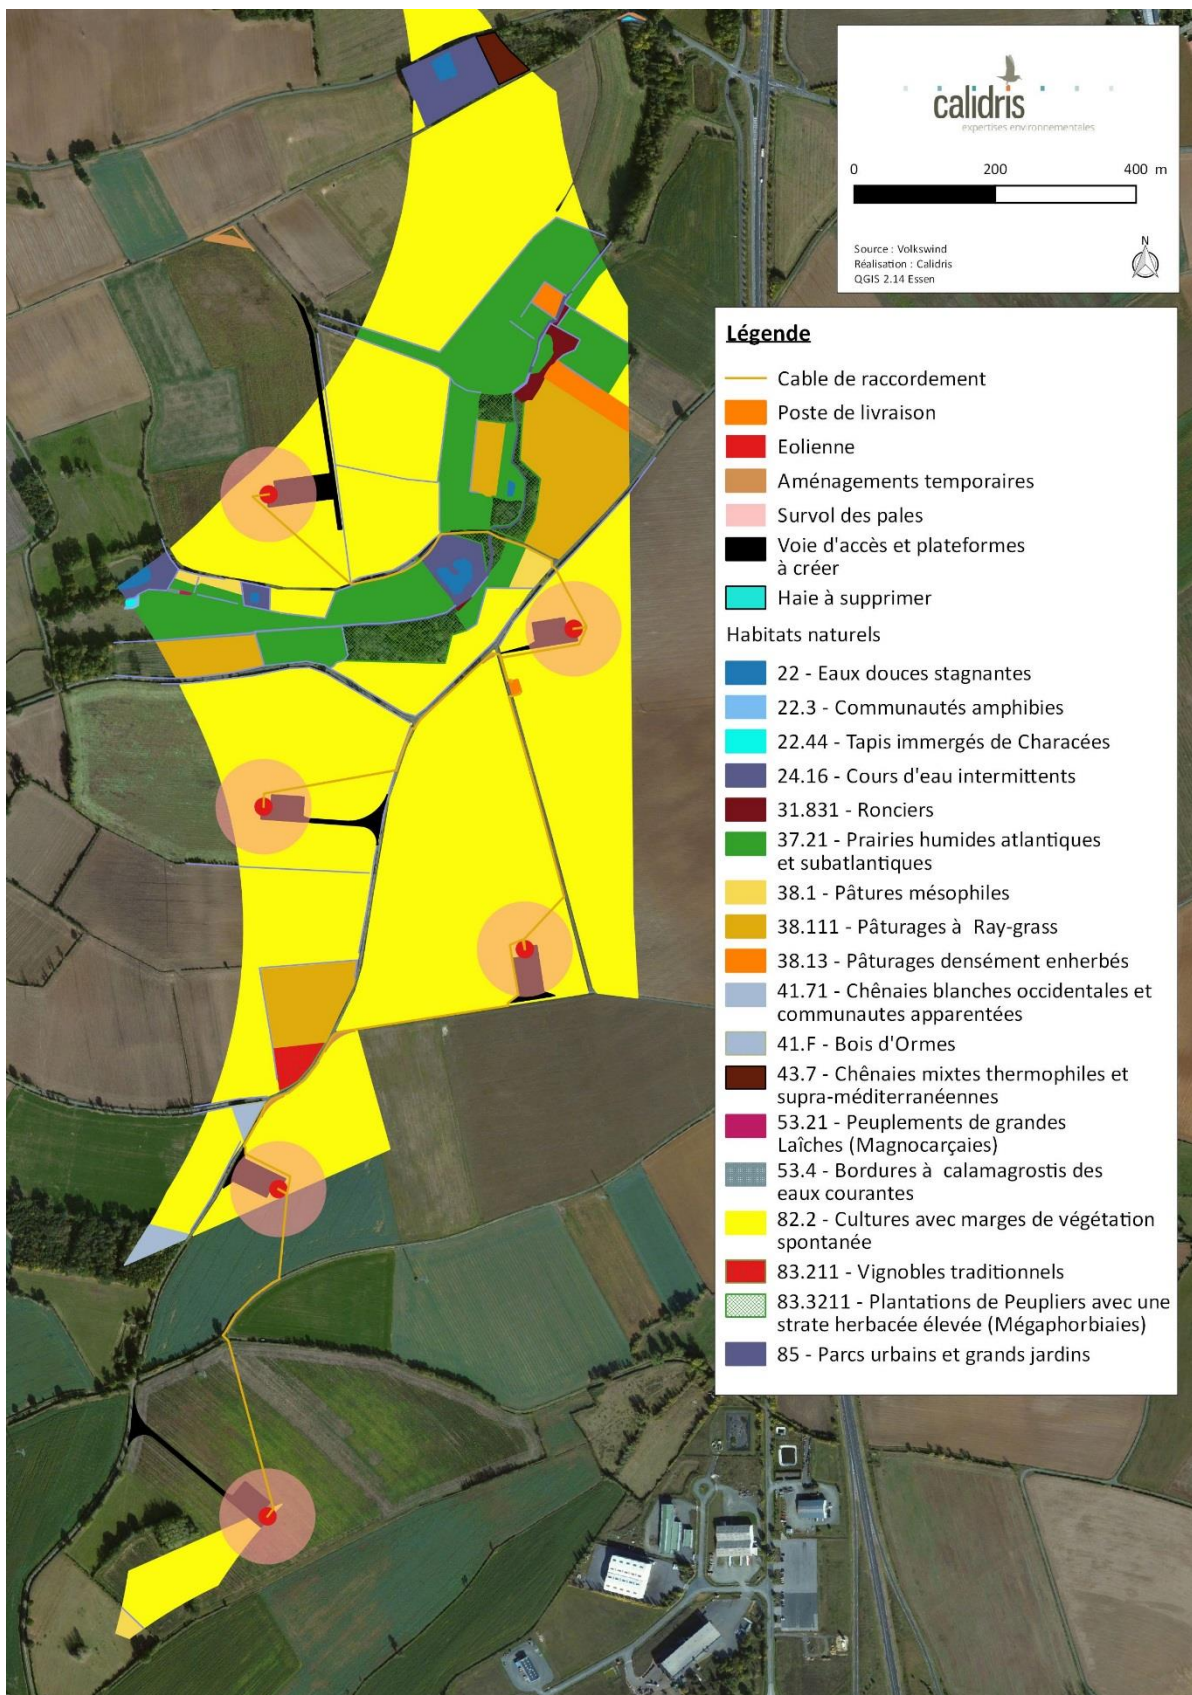 calidris
expertises environnementales
0 200 400 m
Source : Volkswind
Réalisation : Calidris
QGIS 2.14 Essen
N
Légende
Cable de raccordement
Poste de livraison
Eolienne
Aménagements temporaires
Survol des pales
Voie d'accès et plateformes
à créer
Haie à supprimer
Habitats naturels
22 - Eaux douces stagnantes
22.3 - Communautés amphibies
22.44 - Tapis immergés de Characées
24.16 - Cours d'eau intermittents
31.831 - Ronciers
37.21 - Prairies humides atlantiques
et subatlantiques
38.1 - Pâtures mésophiles
38.111 - Pâturages à Ray-grass
38.13 - Pâturages densément enherbés
41.71 - Chênaies blanches occidentales et
communautes apparentées
41.F - Bois d'Ormes
43.7 - Chênaies mixtes thermophiles et
supra-méditerranéennes
53.21 - Peuplements de grandes
Laîches (Magnocarçaies)
53.4 - Bordures à calamagrostis des
eaux courantes
82.2 - Cultures avec marges de végétation
spontanée
83.211 - Vignobles traditionnels
83.3211 - Plantations de Peupliers avec une
strate herbacée élevée (Mégaphorbiaies)
85 - Parcs urbains et grands jardins